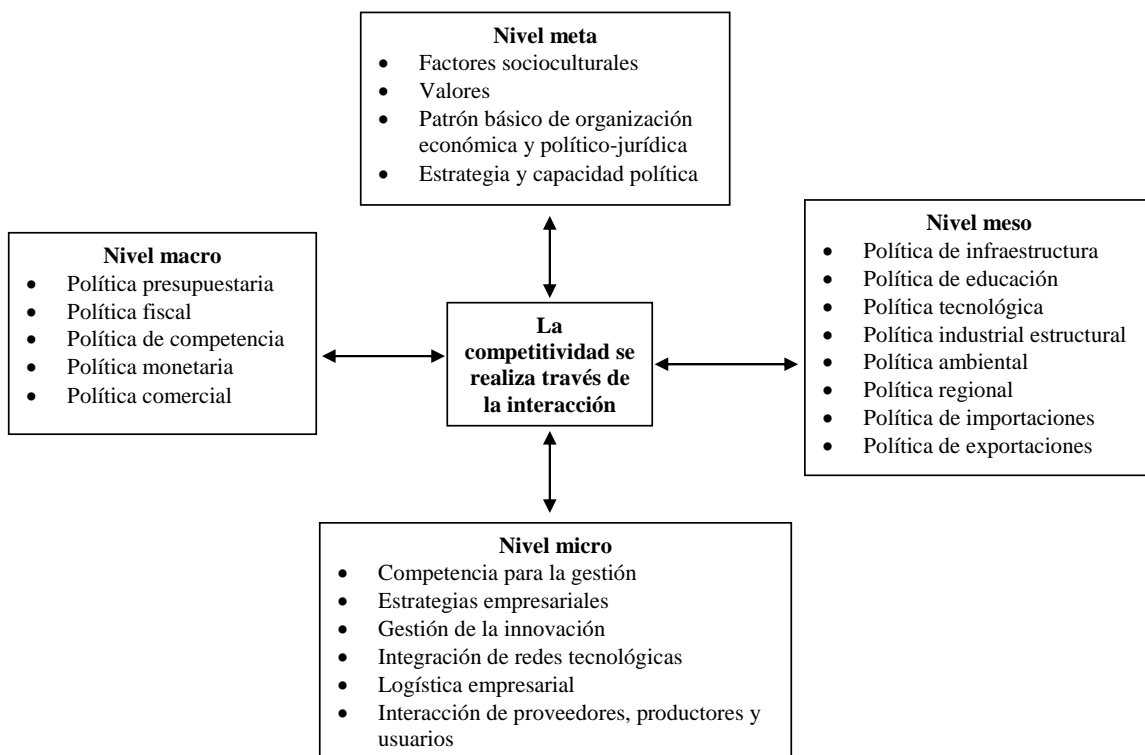 Nivel meta
• Factores socioculturales
• Valores
• Patrón básico de organización
económica y político-jurídica
• Estrategia y capacidad política
Nivel macro
• Política presupuestaria
• Política fiscal
• Política de competencia
• Política monetaria
• Política comercial
La
competitividad se
realiza través de
la interacción
Nivel meso
• Política de infraestructura
• Política de educación
• Política tecnológica
• Política industrial estructural
• Política ambiental
• Política regional
• Política de importaciones
• Política de exportaciones
Nivel micro
• Competencia para la gestión
• Estrategias empresariales
• Gestión de la innovación
• Integración de redes tecnológicas
• Logística empresarial
• Interacción de proveedores, productores y
usuarios